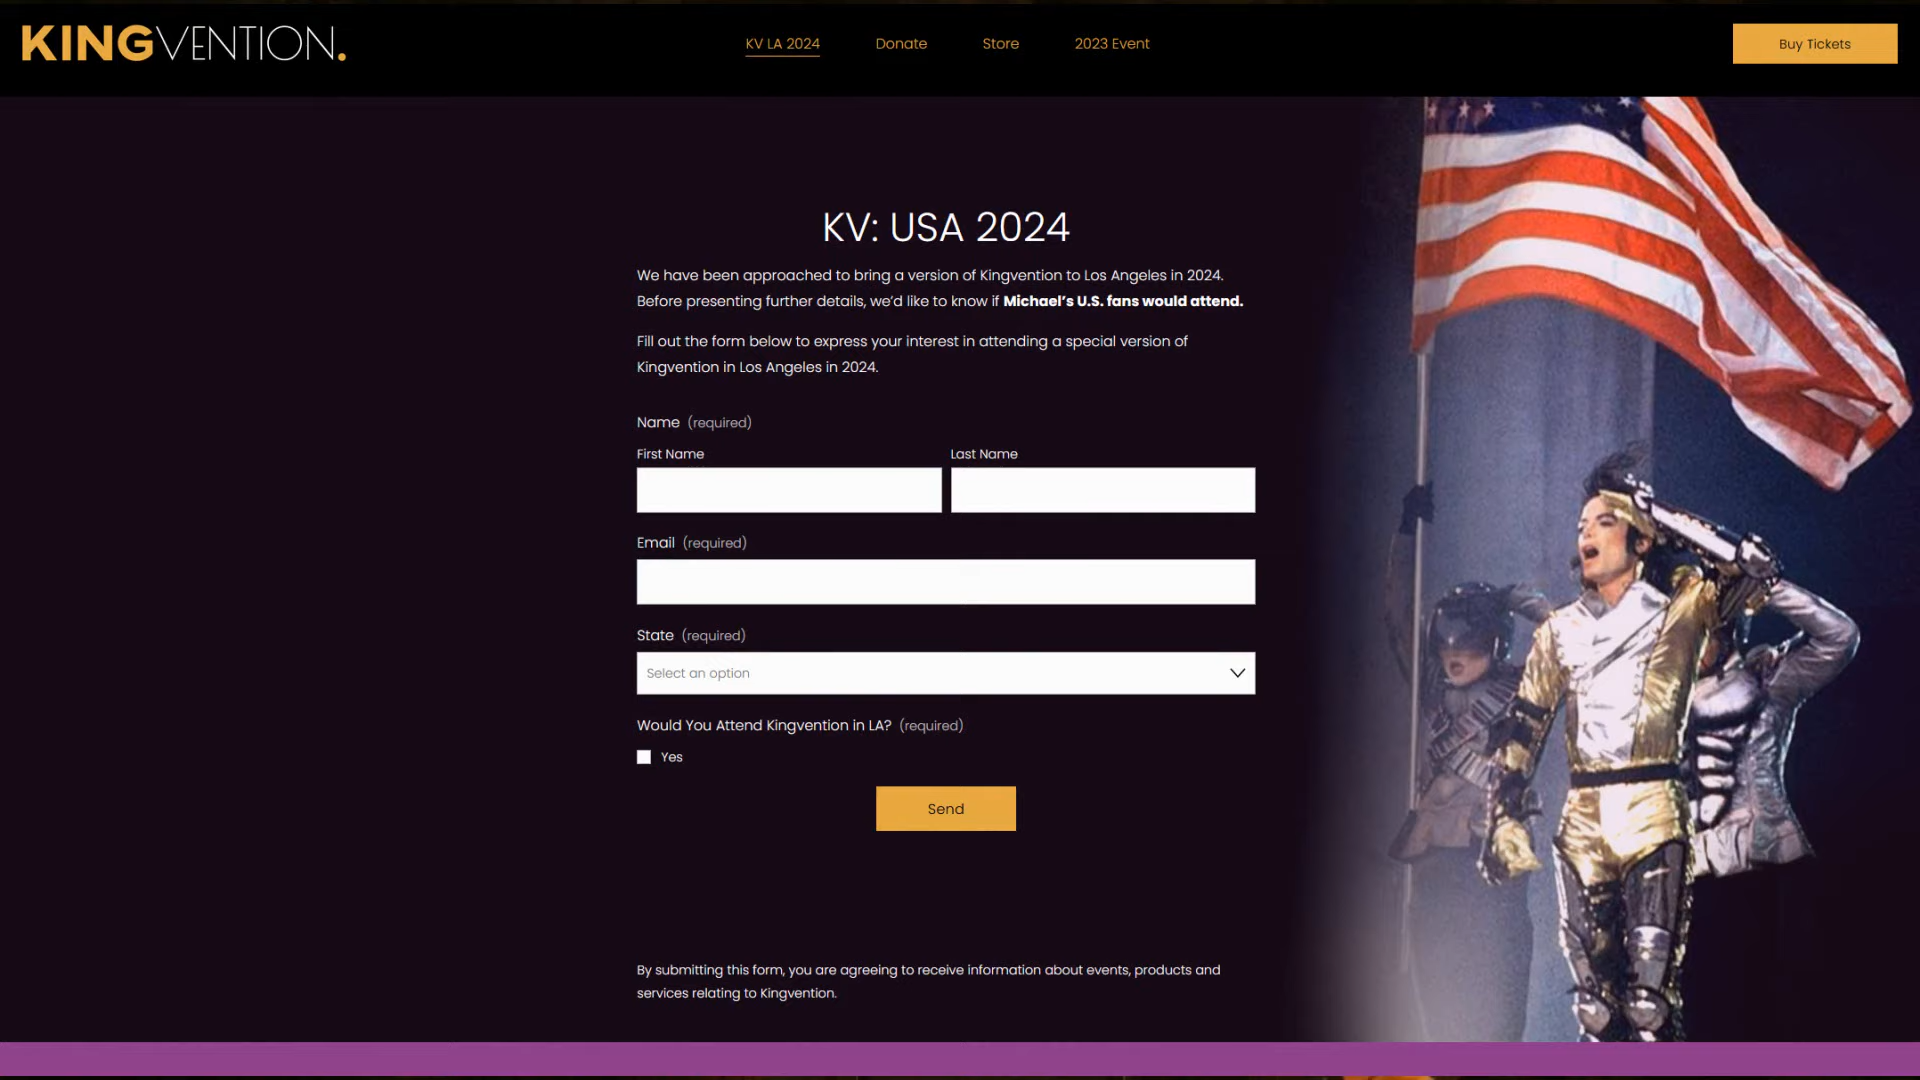 KINGVENTION.
KV LA 2024
Donate
Store
2023 Event
Buy Tickets
KV: USA 2024
We have been approached to bring a version of Kingvention to Los Angeles in 2024.
Before presenting further details, we'd like to know if Michael's U.S. fans would attend.
Fill out the form below to express your interest in attending a special version of
Kingvention in Los Angeles in 2024.
Name (required)
First Name
Last Name
Email (required)
State (required)
Select an option
Would You Attend Kingvention in LA? (required)
Yes
Send
By submitting this form, you are agreeing to receive information about events, products and
services relating to Kingvention.